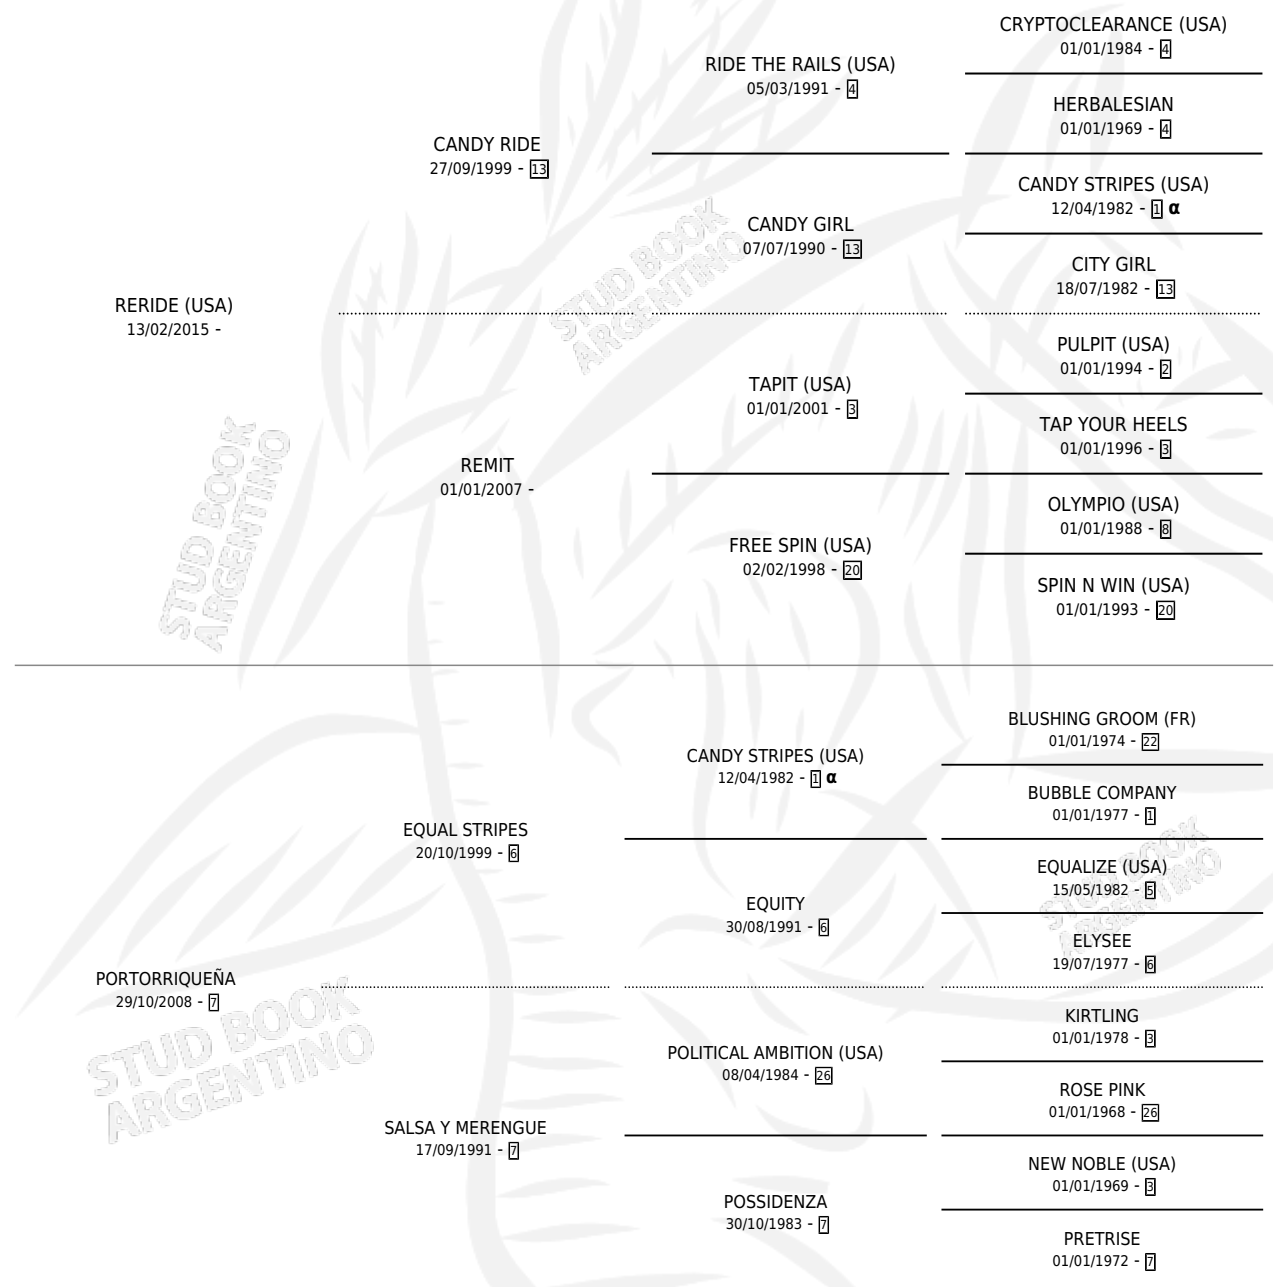 CRYPTOCLEARANCE (USA)
01/01/1984 - 4
RIDE THE RAILS (USA)
05/03/1991 - 4
HERBALESIAN
01/01/1969 - 4
CANDY RIDE
27/09/1999 - 13
CANDY STRIPES (USA)
12/04/1982 - 1 α
CANDY GIRL
07/07/1990 - 13
CITY GIRL
18/07/1982 - 13
STUD BOOK
ARGENTINO
RERIDE (USA)
13/02/2015 -
PULPIT (USA)
01/01/1994 - 2
TAPIT (USA)
01/01/2001 - 3
TAP YOUR HEELS
01/01/1996 - 3
REMIT
01/01/2007 -
OLYMPIO (USA)
01/01/1988 - 8
FREE SPIN (USA)
02/02/1998 - 20
SPIN N WIN (USA)
01/01/1993 - 20
STUD BOOK
ARGENTINO
BLUSHING GROOM (FR)
01/01/1974 - 22
CANDY STRIPES (USA)
12/04/1982 - 1 α
BUBBLE COMPANY
01/01/1977 - 1
EQUAL STRIPES
20/10/1999 - 6
EQUALIZE (USA)
15/05/1982 - 5
EQUITY
30/08/1991 - 6
ELYSEE
19/07/1977 - 6
STUD BOOK
ARGENTINO
PORTORRIQUEÑA
29/10/2008 - 7
KIRTLING
01/01/1978 - 3
POLITICAL AMBITION (USA)
08/04/1984 - 26
ROSE PINK
01/01/1968 - 26
STUD BOOK
ARGENTINO
SALSA Y MERENGUE
17/09/1991 - 7
NEW NOBLE (USA)
01/01/1969 - 3
POSSIDENZA
30/10/1983 - 7
PRETRISE
01/01/1972 - 7